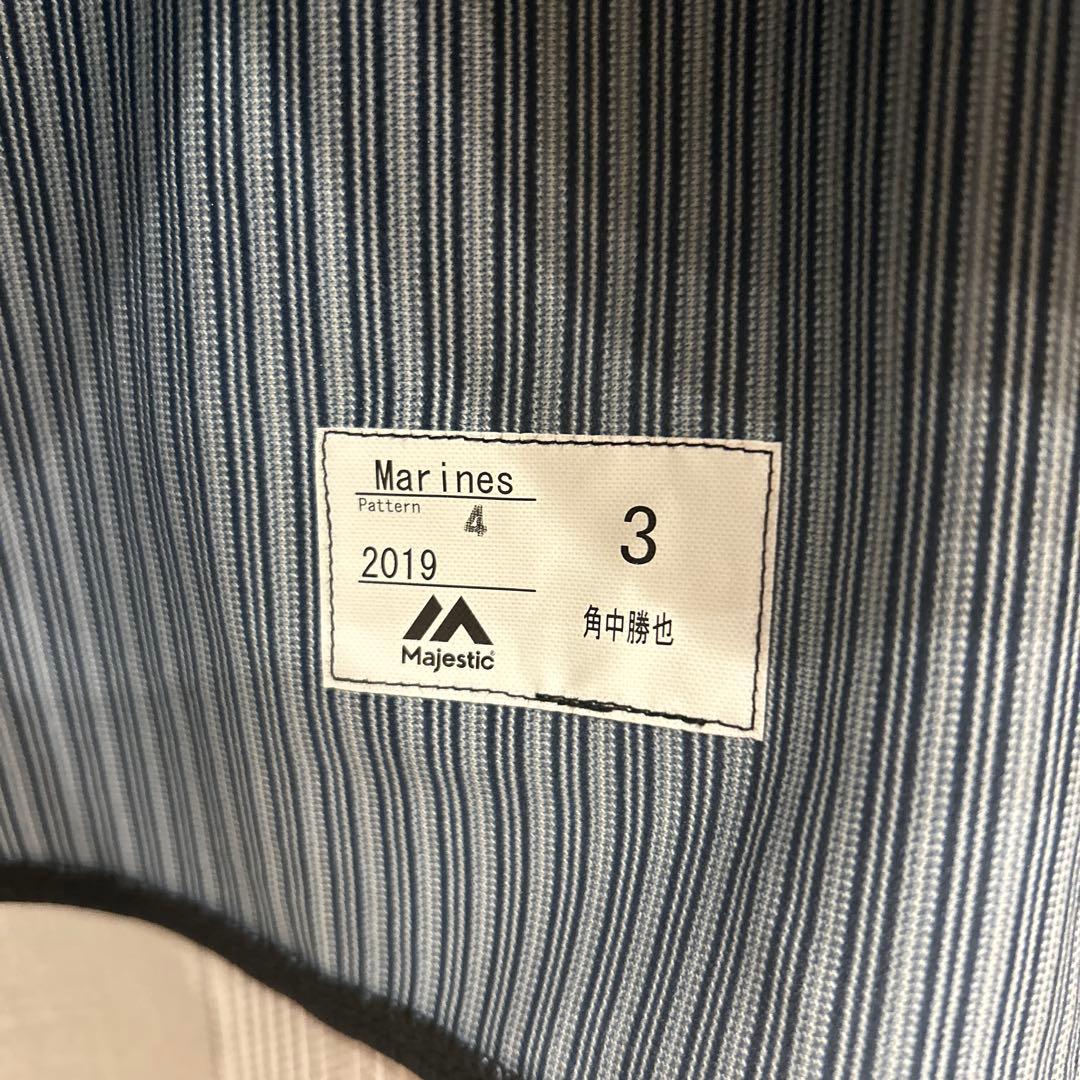 Marines
Pattern 4
2019
Majestic
3
角中勝也